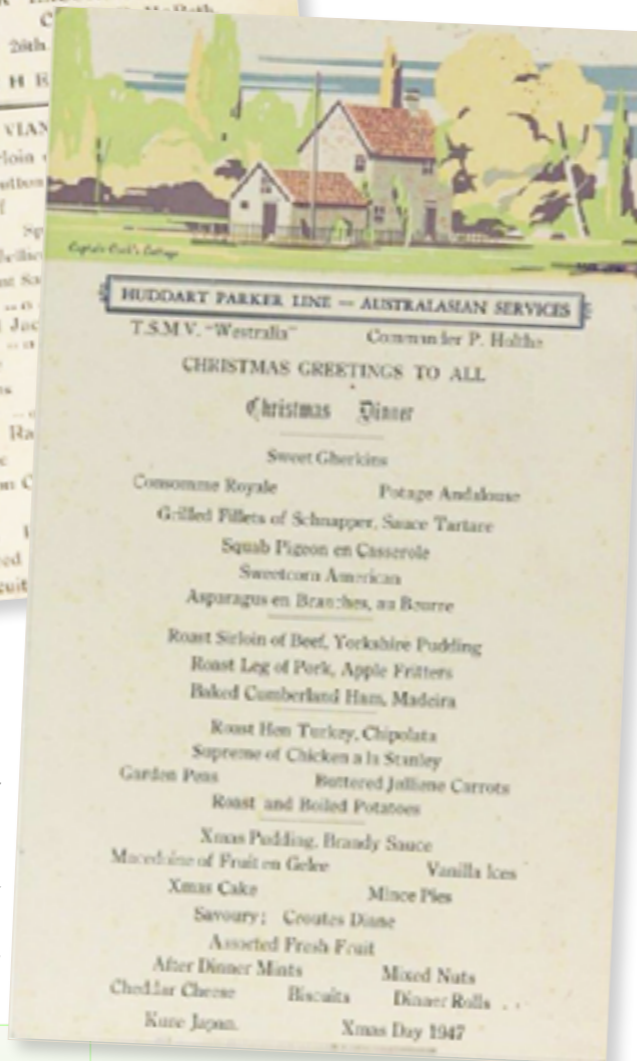 26th.
H E
VIAN
Captain Cook's Cottage
HUDDART PARKER LINE — AUSTRALASIAN SERVICES
T.S.M V. "Westralia" Commander P.
CHRISTMAS GREETINGS TO ALL
Christmas Dinner
Sweet Gherkins
Consomme Royale Potage Andalouse
Grilled Fillets of Schnapper, Sauce Tartare
Squab Pigeon en Casserole
Sweetcorn American
Asparagus en Branches, au Beurre
Roast Sirloin of Beef, Yorkshire Pudding
Roast Leg of Pork, Apple Fritters
Baked Cumberland Ham, Madeira
Roast Hen Turkey, Chipolata
Supreme of Chicken a la Stanley
Garden Peas Buttered Carrots
Roast and Boiled Potatoes
Xmas Pudding, Brandy Sauce
Macedoine of Fruit en Gelee Vanilla Ices
Xmas Cake Mince Pies
Savoury; Croutes Diane
Assorted Fresh Fruit
After Dinner Mints Mixed Nuts
Cheddar Cheese Biscuits Dinner Rolls . .
Kure Japan. Xmas Day 1947